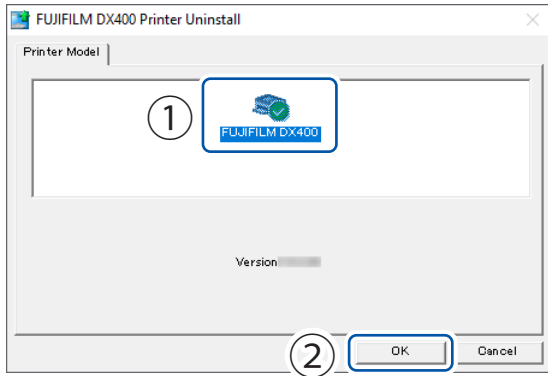 FUJIFILM DX400 Printer Uninstall
Printer Model
1
FUJIFILM DX400
Version
2
OK
Cancel